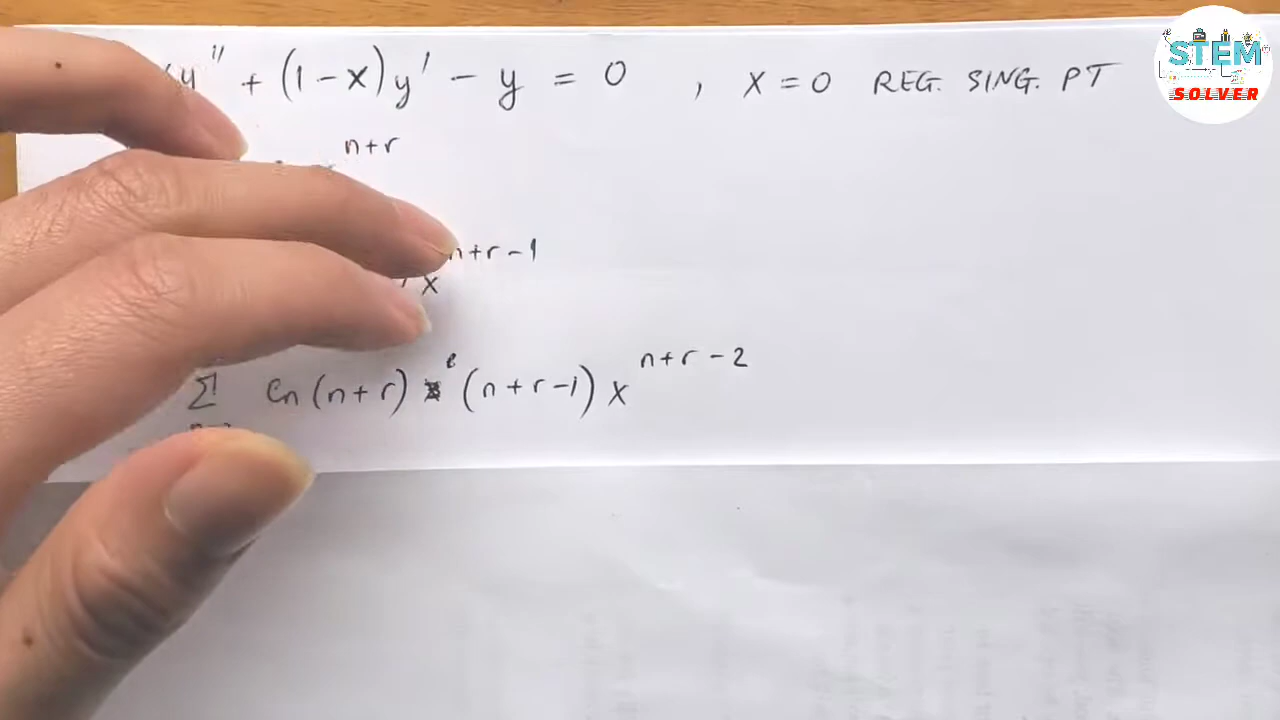 y'' + (1-x)y' - y = 0 , x=0 REG. SING. PT
n+r
n+r-1
x
Σ Cn (n+r) (n+r-1) x^{n+r-2}
STEM
SOLVER